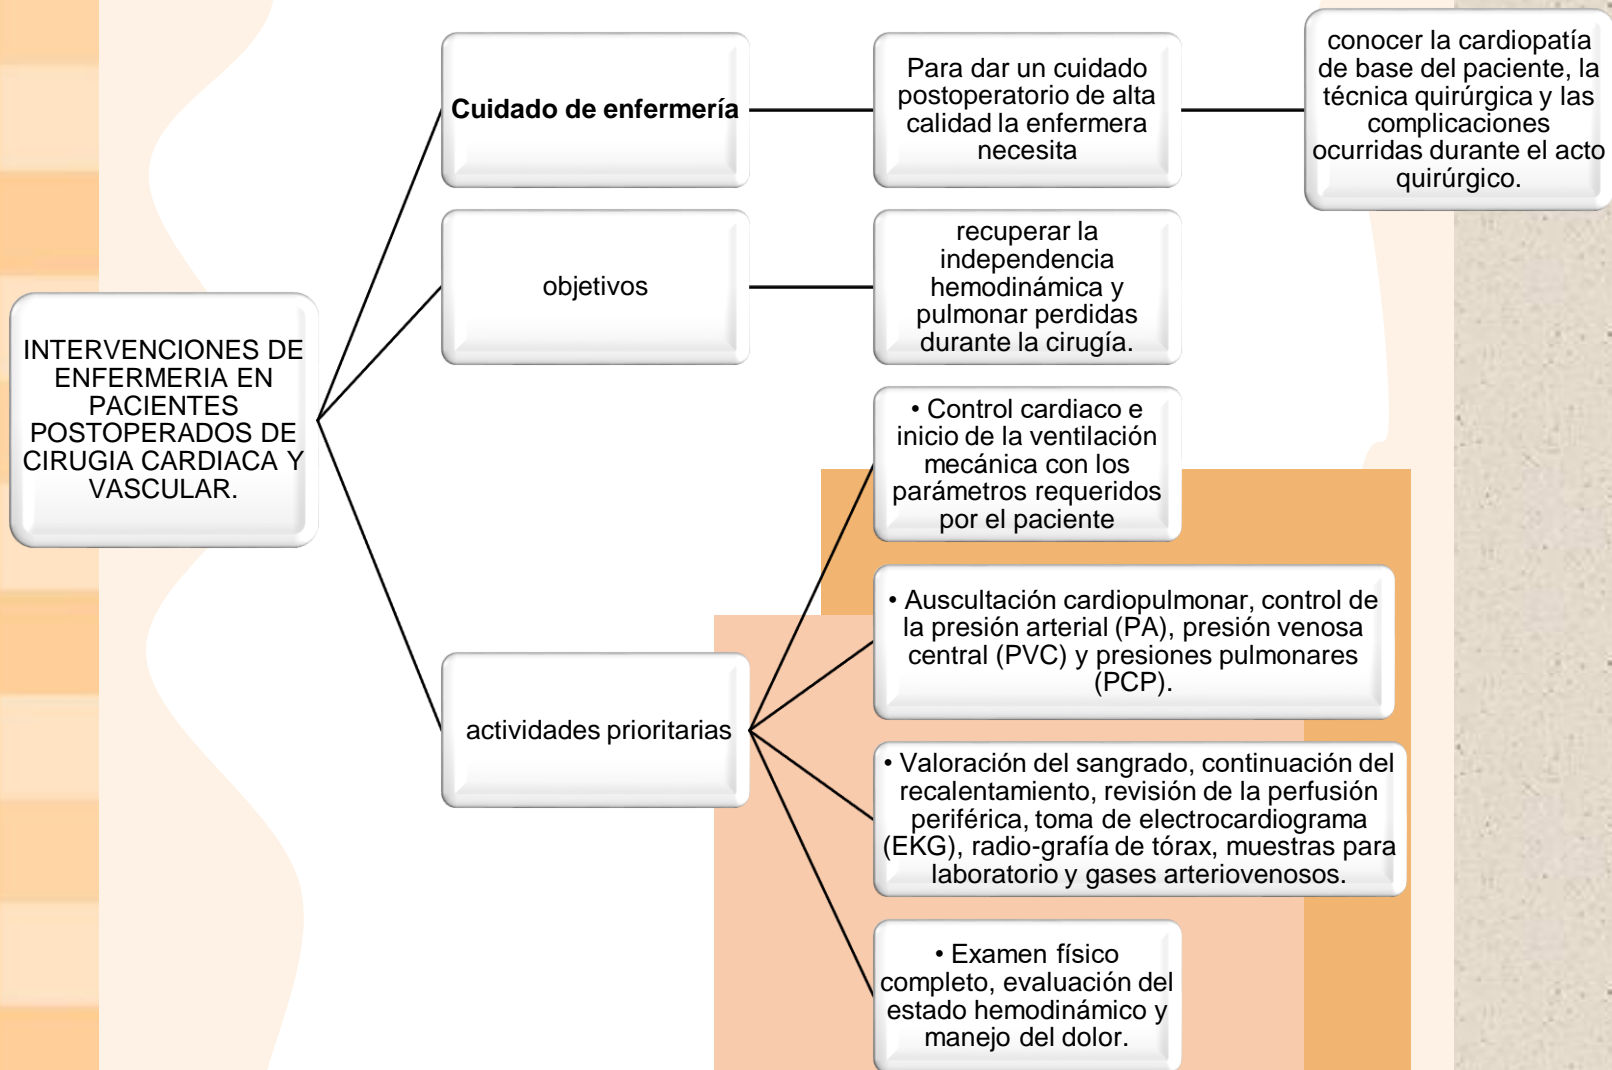 INTERVENCIONES DE
ENFERMERIA EN
PACIENTES
POSTOPERADOS DE
CIRUGIA CARDIACA Y
VASCULAR.
Cuidado de enfermería
Para dar un cuidado
postoperatorio de alta
calidad la enfermera
necesita
conocer la cardiopatía
de base del paciente, la
técnica quirúrgica y las
complicaciones
ocurridas durante el acto
quirúrgico.
objetivos
recuperar la
independencia
hemodinámica y
pulmonar perdidas
durante la cirugía.
actividades prioritarias
• Control cardiaco e
inicio de la ventilación
mecánica con los
parámetros requeridos
por el paciente
• Auscultación cardiopulmonar, control de
la presión arterial (PA), presión venosa
central (PVC) y presiones pulmonares
(PCP).
• Valoración del sangrado, continuación del
recalentamiento, revisión de la perfusión
periférica, toma de electrocardiograma
(EKG), radio-grafía de tórax, muestras para
laboratorio y gases arteriovenosos.
• Examen físico
completo, evaluación del
estado hemodinámico y
manejo del dolor.